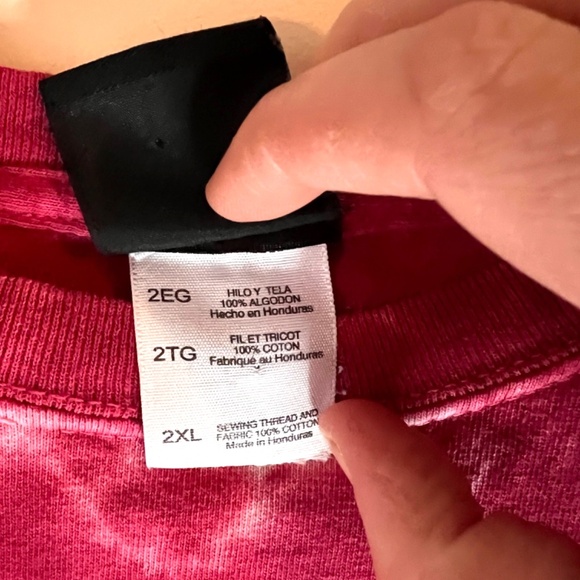 2EG
HILO Y TELA
100% ALGODON
Hecho en Honduras
2TG
FIL ET TRICOT
100% COTON
Fabriqué au Honduras
2XL
SEWING THREAD AND
FABRIC 100% COTTON
Made in Honduras